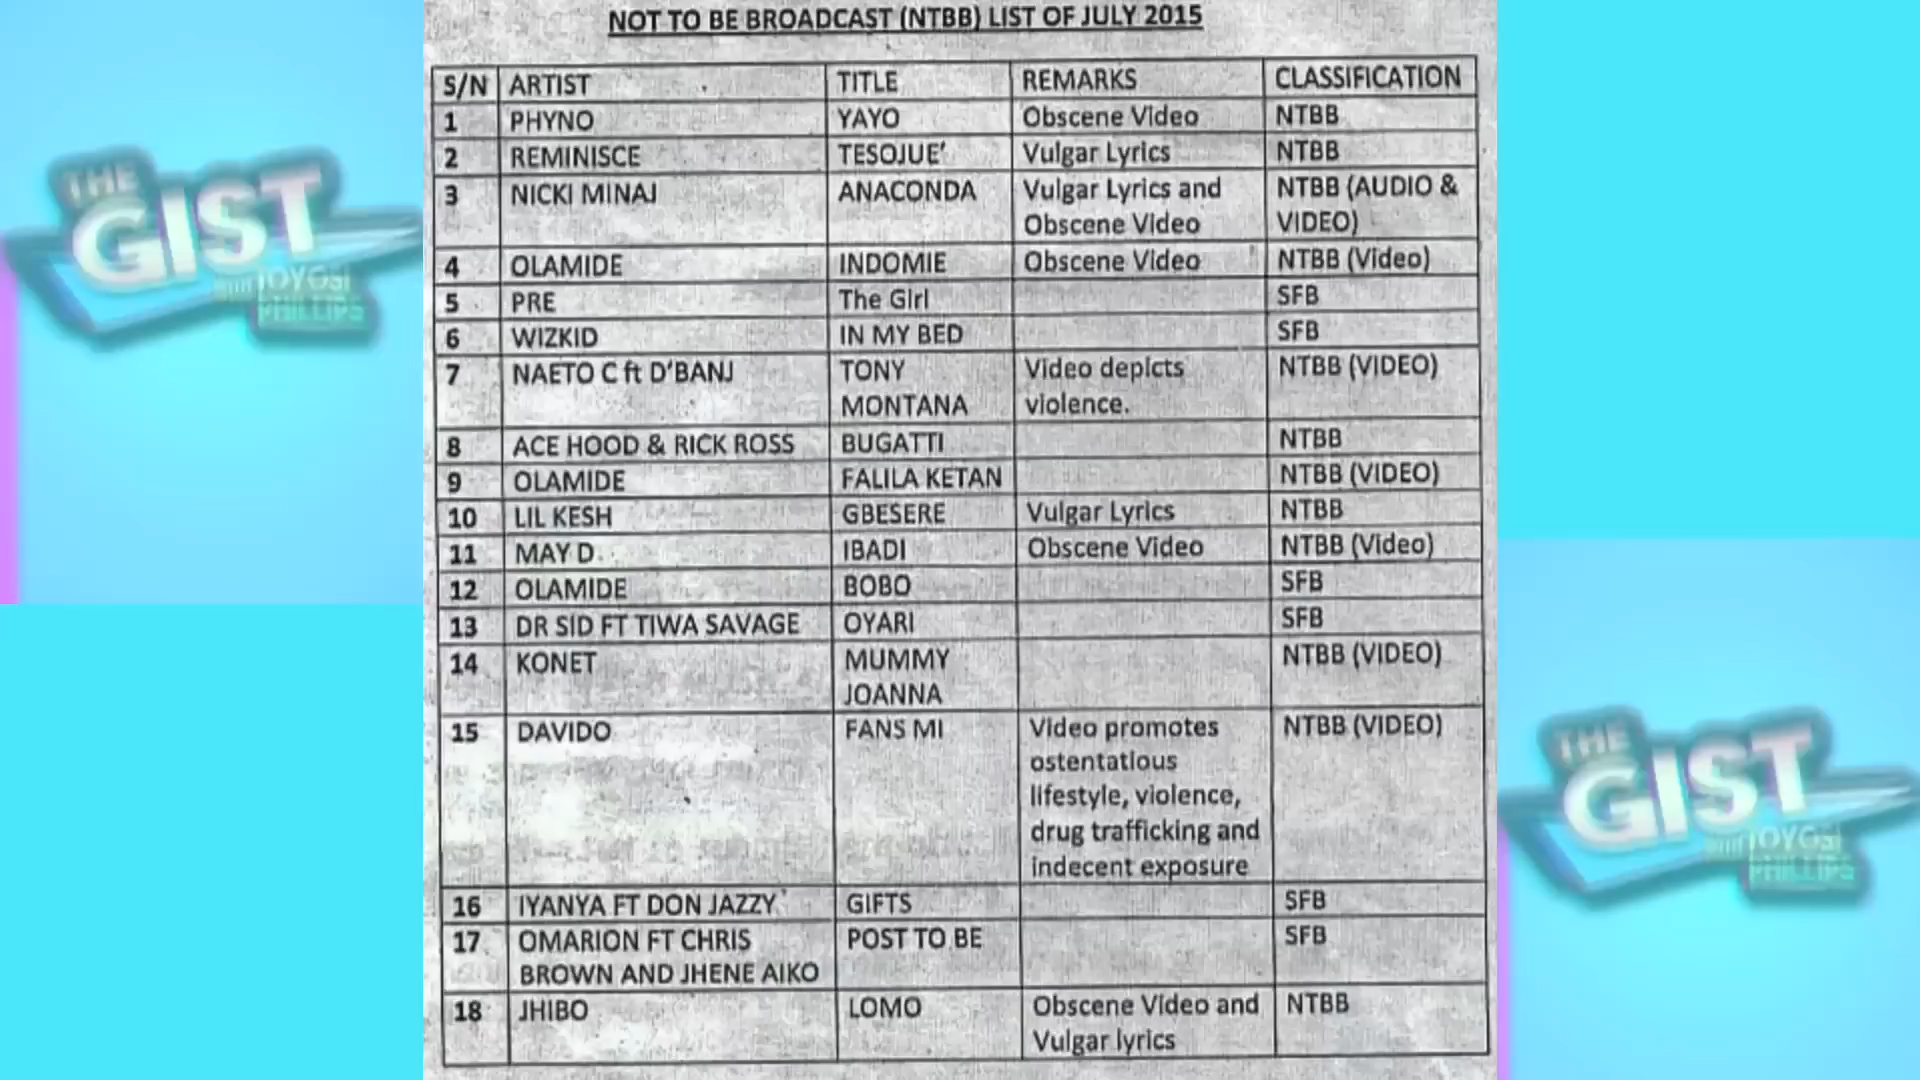 NOT TO BE BROADCAST (NTBB) LIST OF JULY 2015
S/N ARTIST TITLE REMARKS CLASSIFICATION
1 PHYNO YAYO Obscene Video NTBB
2 REMINISCE TESOJUE' Vulgar Lyrics NTBB
3 NICKI MINAJ ANACONDA Vulgar Lyrics and NTBB (AUDIO &
Obscene Video VIDEO)
4 OLAMIDE INDOMIE Obscene Video NTBB (Video)
5 PRE The Girl SFB
6 WIZKID IN MY BED SFB
7 NAETO C ft D'BANJ TONY Video depicts NTBB (VIDEO)
MONTANA violence.
8 ACE HOOD & RICK ROSS BUGATTI NTBB
9 OLAMIDE FALILA KETAN NTBB (VIDEO)
10 LIL KESH GBESERE Vulgar Lyrics NTBB
11 MAY D IBADI Obscene Video NTBB (Video)
12 OLAMIDE BOBO SFB
13 DR SID FT TIWA SAVAGE OYARI SFB
14 KONET MUMMY NTBB (VIDEO)
JOANNA
15 DAVIDO FANS MI Video promotes NTBB (VIDEO)
ostentatious
lifestyle, violence,
drug trafficking and
indecent exposure
16 IYANYA FT DON JAZZY GIFTS SFB
17 OMARION FT CHRIS POST TO BE SFB
BROWN AND JHENE AIKO
18 JHIBO LOMO Obscene Video and NTBB
Vulgar lyrics
THE
GIST
with
PHILLIPS
THE
GIST
with
PHILLIPS